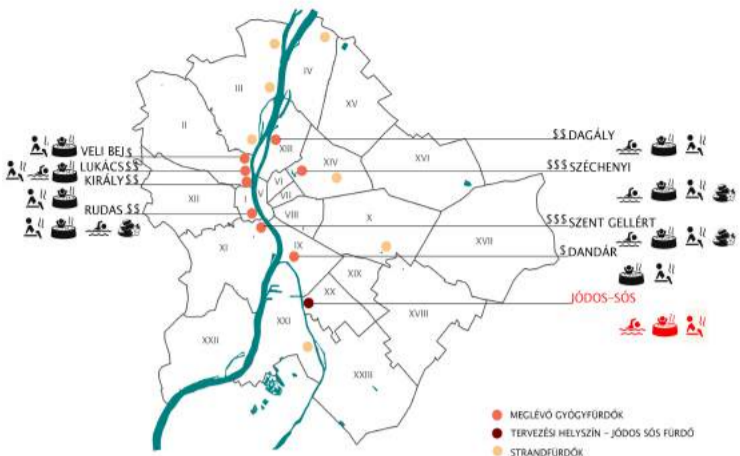 IV
III
XV
II
VELI BEJ $
LUKÁCS $$
KIRÁLY $$
RUDAS $$
$$ DAGÁLY
$$$ SZÉCHENYI
$$$ SZENT GELLÉRT
$ DANDÁR
JÓDOS-SÓS
XIII
XIV
XVI
XII
I
V
VI
VII
VIII
X
XVII
XI
IX
XIX
XX
XVIII
XXI
XXII
XXIII
MEGLÉVŐ GYÓGYFÜRDŐK
TERVEZÉSI HELYSZÍN – JÓDOS SÓS FÜRDŐ
STRANDFÜRDŐK